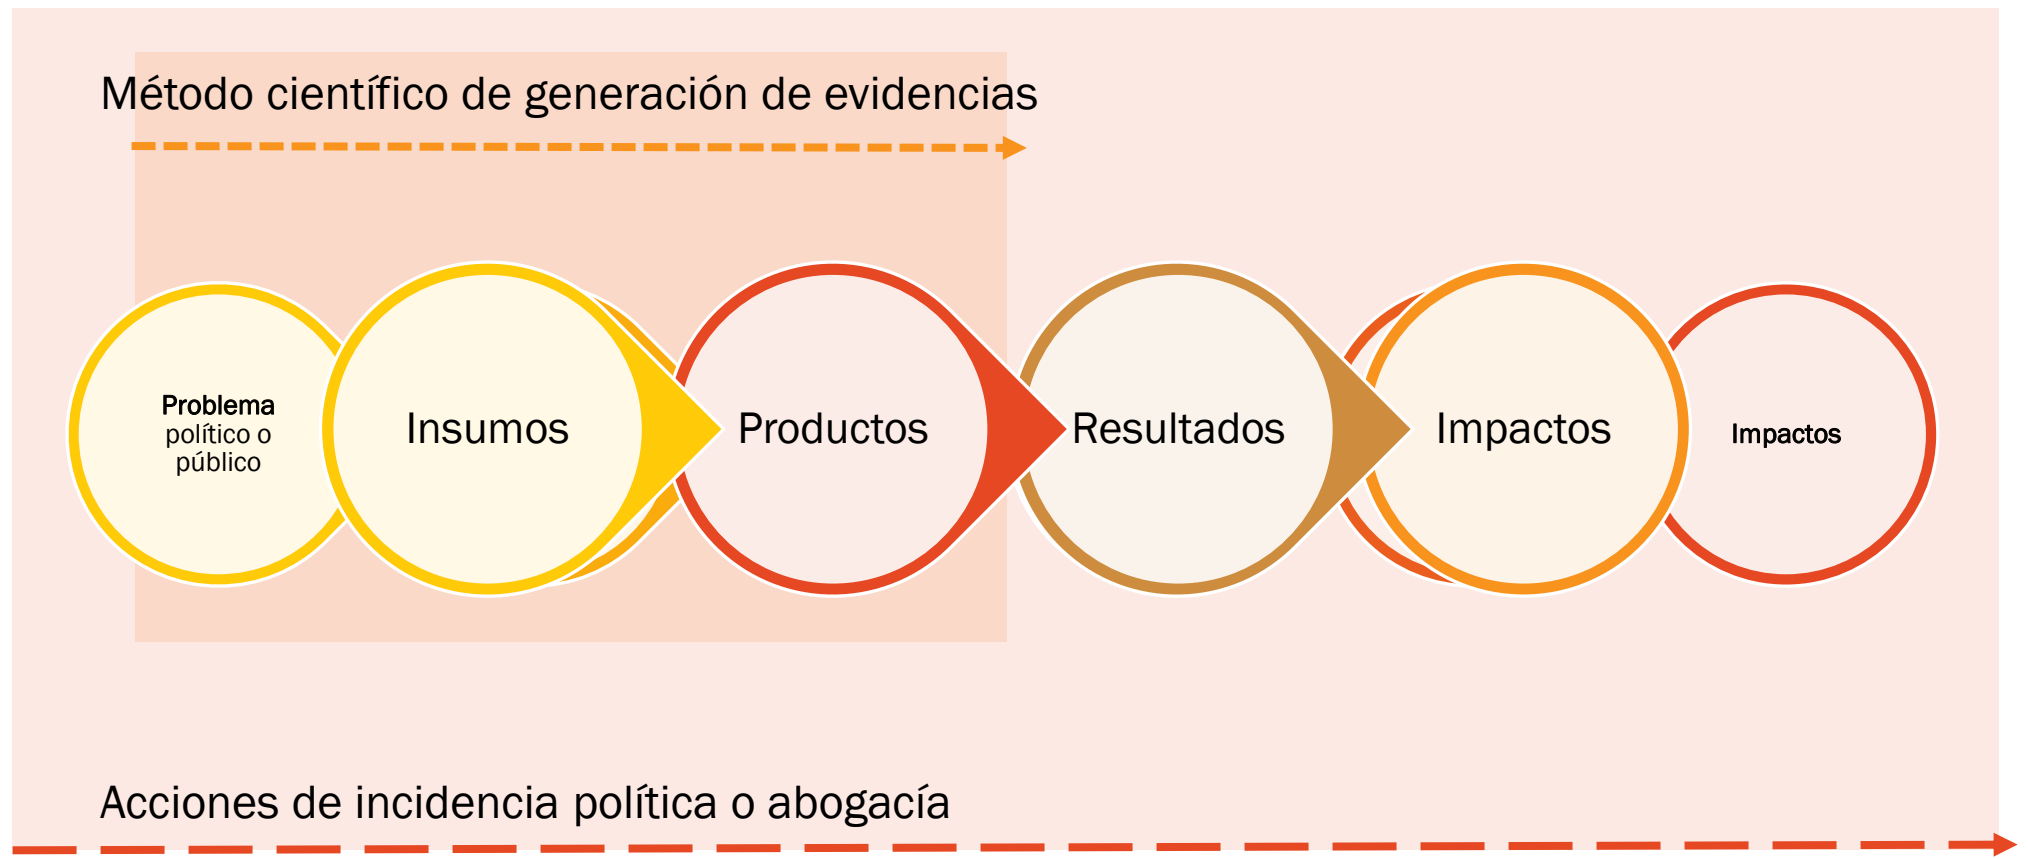 Método científico de generación de evidencias
Problema
político o
público
Insumos
Productos
Resultados
Impactos
Impactos
Acciones de incidencia política o abogacía